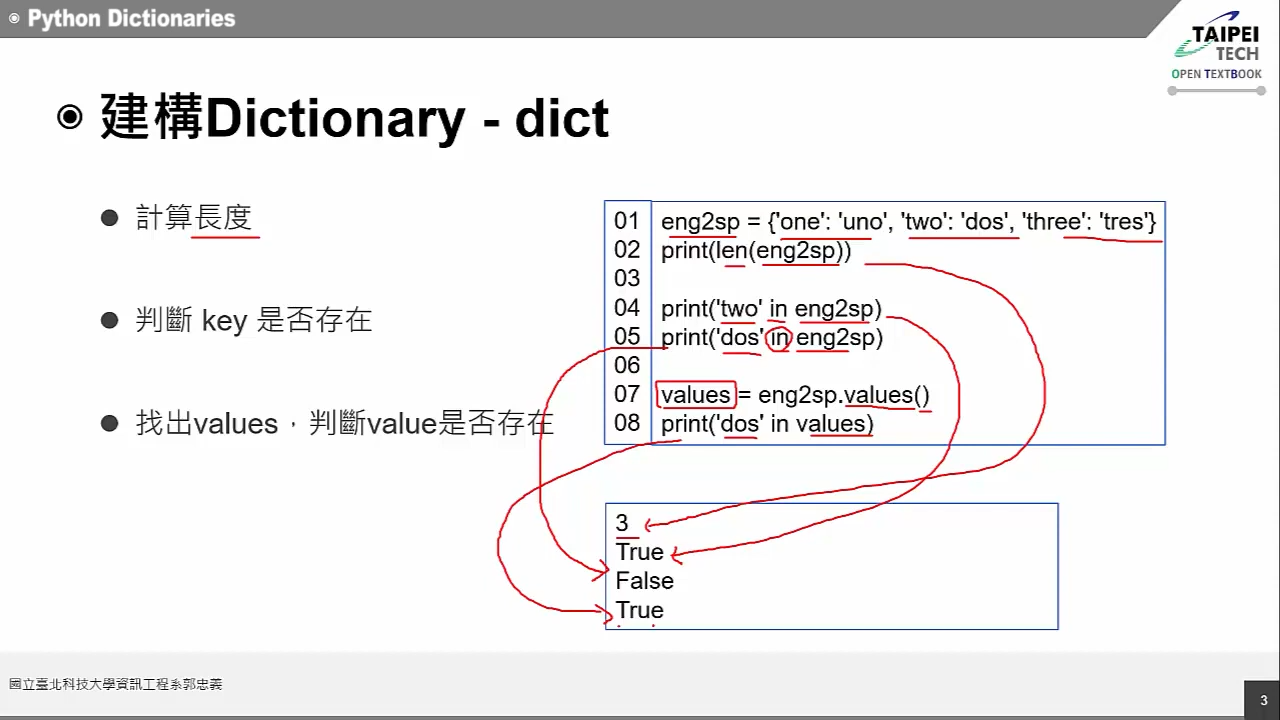 Python Dictionaries
TAIPEI
TECH
OPEN TEXTBOOK
建構Dictionary - dict
計算長度
判斷 key 是否存在
找出values，判斷value是否存在
01 eng2sp = {'one': 'uno', 'two': 'dos', 'three': 'tres'}
02 print(len(eng2sp))
03
04 print('two' in eng2sp)
05 print('dos' in eng2sp)
06
07 values = eng2sp.values()
08 print('dos' in values)
3
True
False
True
國立臺北科技大學資訊工程系郭忠義
3